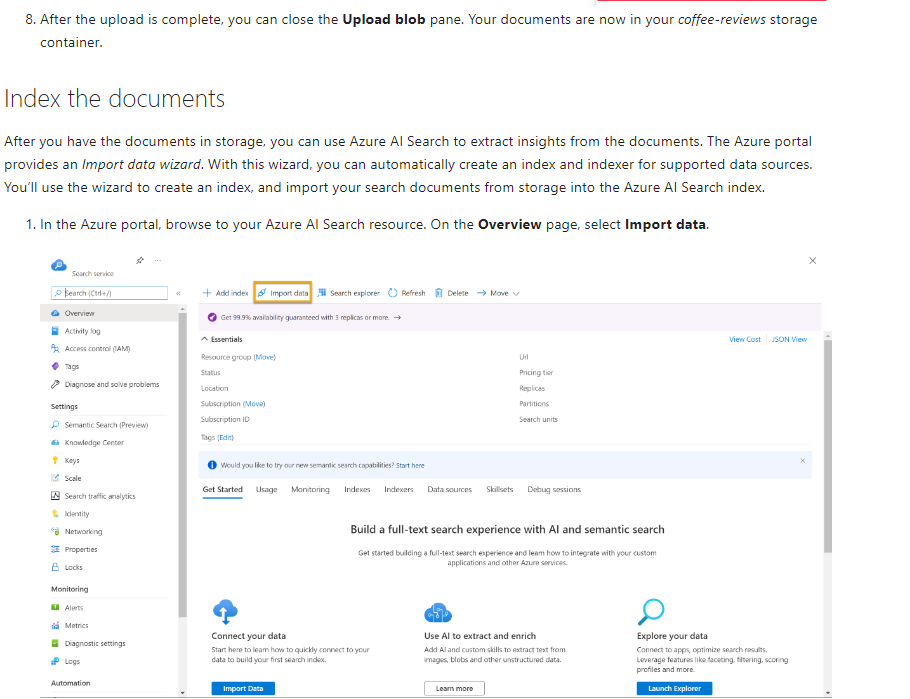 8. After the upload is complete, you can close the Upload blob pane. Your documents are now in your coffee-reviews storage
container.
Index the documents
After you have the documents in storage, you can use Azure AI Search to extract insights from the documents. The Azure portal
provides an Import data wizard. With this wizard, you can automatically create an index and indexer for supported data sources.
You'll use the wizard to create an index, and import your search documents from storage into the Azure AI Search index.
1. In the Azure portal, browse to your Azure AI Search resource. On the Overview page, select Import data.
Search service
Search (Ctrl+/)
«
Add index
Import data
Search explorer
Refresh
Delete
Move
Overview
Activity log
Access control (IAM)
Tags
Diagnose and solve problems
Settings
Semantic Search (Preview)
Knowledge Center
Keys
Scale
Search traffic analytics
Identity
Networking
Properties
Locks
Monitoring
Alerts
Metrics
Diagnostic settings
Logs
Automation
Get 99.9% availability guaranteed with 3 replicas or more. →
Essentials
View Cost
JSON View
Resource group (Move)
Url
Status
Pricing tier
Location
Replicas
Subscription (Move)
Partitions
Subscription ID
Search units
Tags (Edit)
Would you like to try our new semantic search capabilities? Start here
Get Started
Usage
Monitoring
Indexes
Indexers
Data sources
Skillsets
Debug sessions
Build a full-text search experience with AI and semantic search
Get started building a full-text search experience and learn how to integrate with your custom
applications and other Azure services.
Connect your data
Start here to learn how to quickly connect to your
data to build your first search index.
Import Data
Use AI to extract and enrich
Add AI and custom skills to extract text from
images, blobs and other unstructured data.
Learn more
Explore your data
Connect to apps, optimize search results.
Leverage features like faceting, filtering, scoring
profiles and more.
Launch Explorer